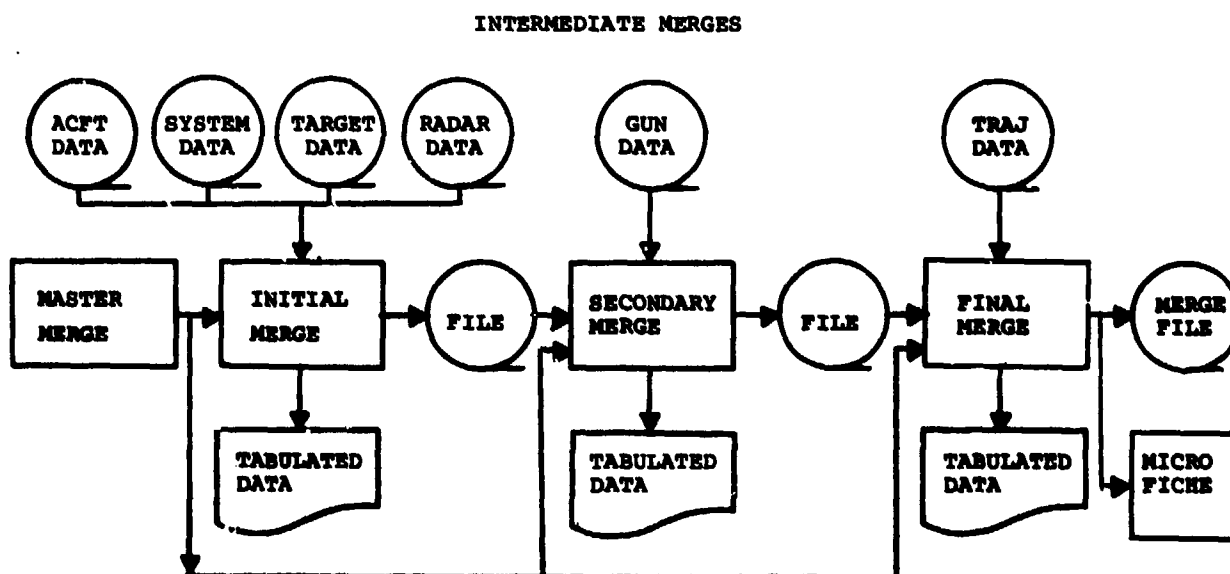 INTERMEDIATE MERGES
ACFT
DATA
SYSTEM
DATA
TARGET
DATA
RADAR
DATA
GUN
DATA
TRAJ
DATA
MASTER
MERGE
INITIAL
MERGE
FILE
SECONDARY
MERGE
FILE
FINAL
MERGE
MERGE
FILE
TABULATED
DATA
TABULATED
DATA
TABULATED
DATA
MICRO
FICHE